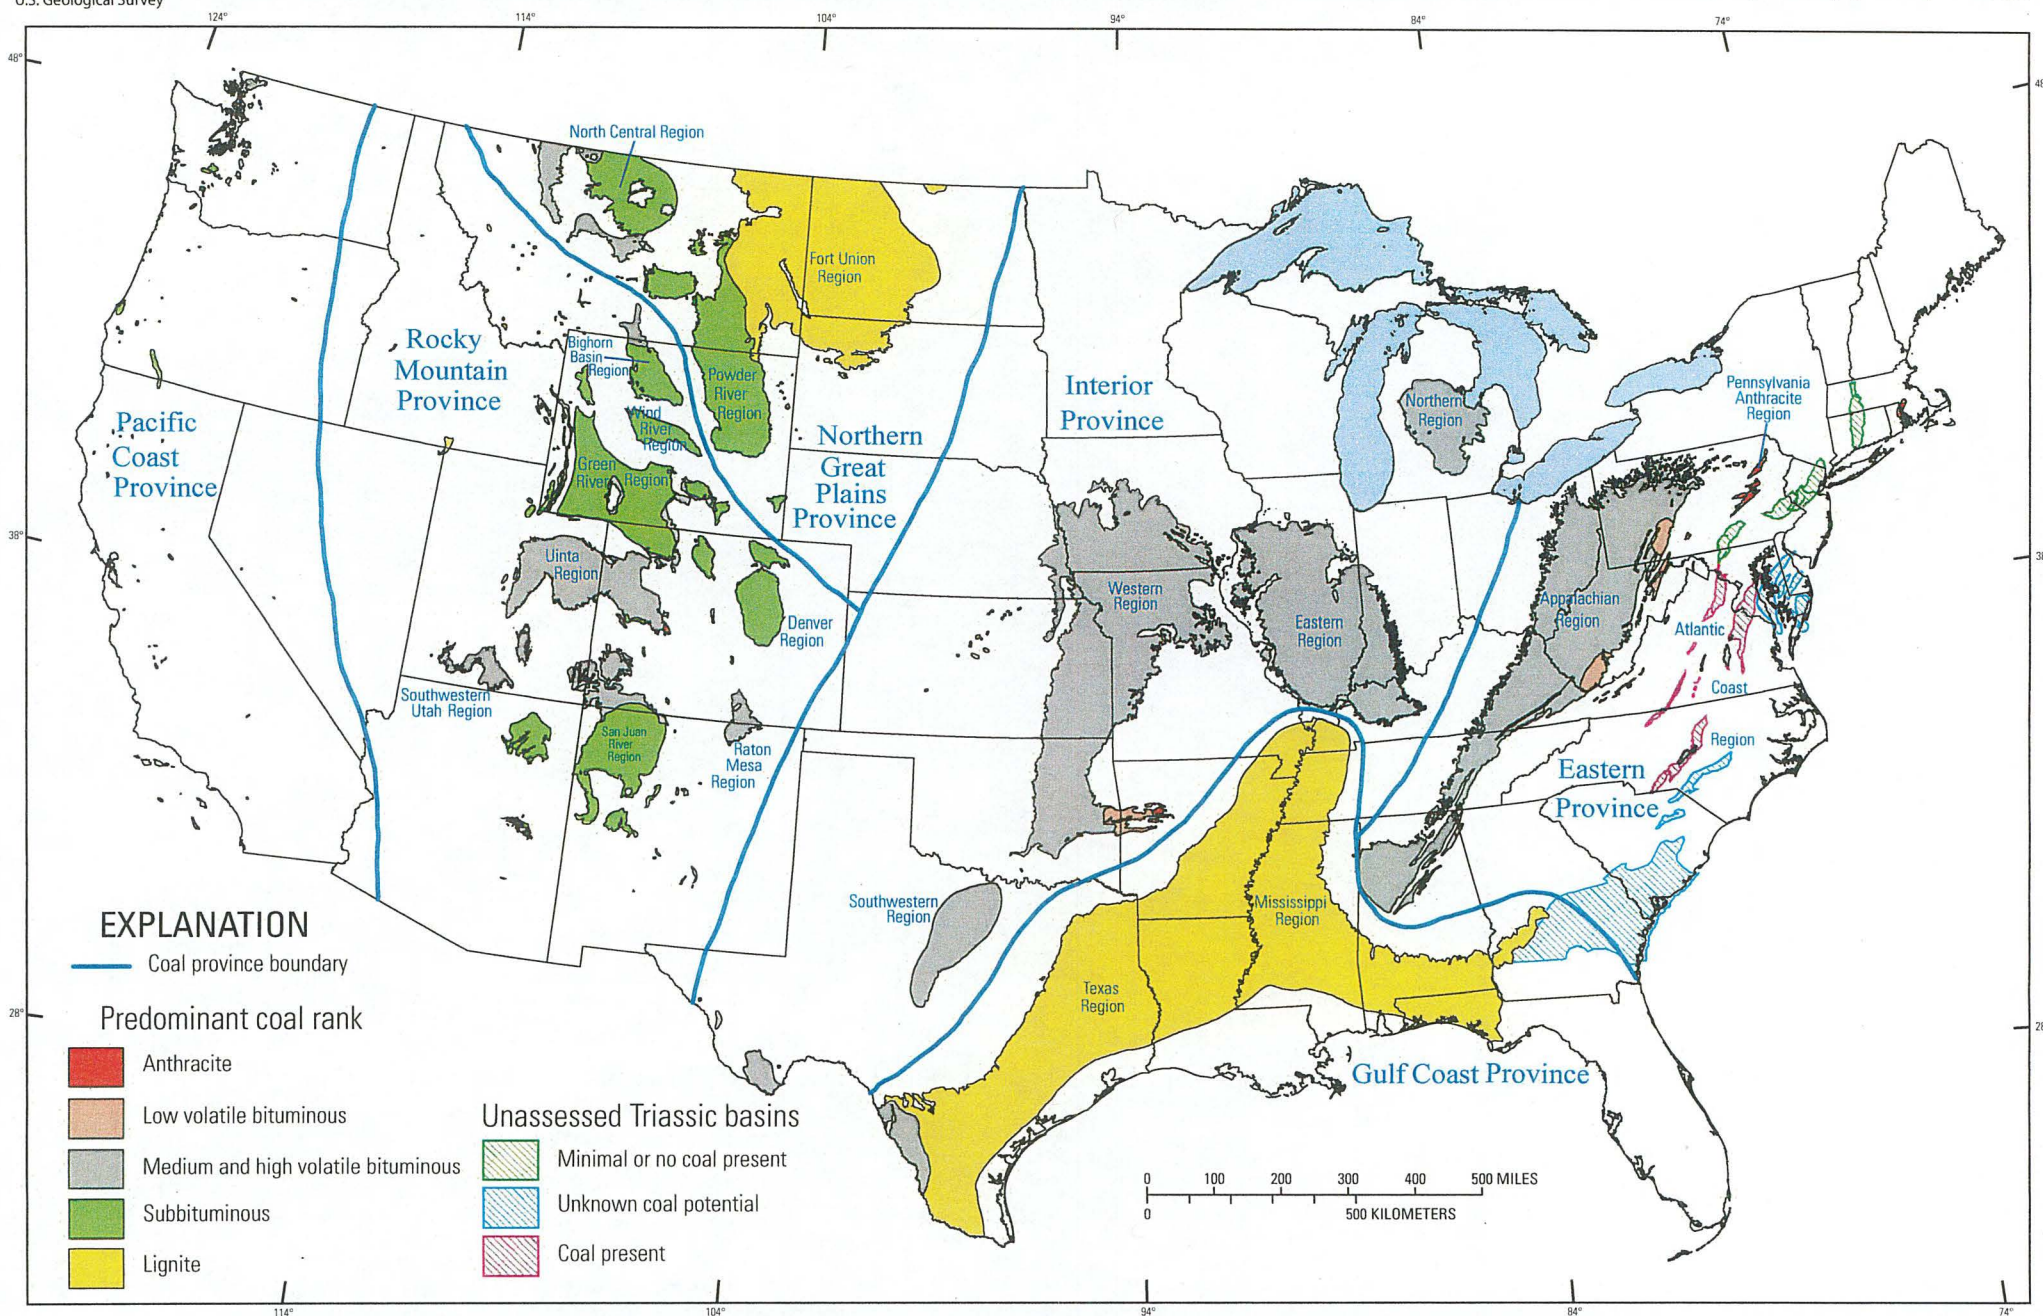 U.S. Geological Survey
124°
114°
104°
94°
84°
74°
48°
48
North Central Region
Fort Union
Region
Rocky
Mountain
Province
Bighorn
Basin
Region
Powder
River
Region
Wind
River
Region
Interior
Province
Northern
Region
Pennsylvania
Anthracite
Region
Pacific
Coast
Province
Northern
Great
Plains
Province
Green
River
Region
38°
38
Uinta
Region
Denver
Region
Western
Region
Eastern
Region
Appalachian
Region
Atlantic
Coast
Region
Southwestern
Utah Region
San Juan
River
Region
Raton
Mesa
Region
Eastern
Province
Southwestern
Region
Mississippi
Region
Texas
Region
Gulf Coast Province
28°
28
EXPLANATION
Coal province boundary
Predominant coal rank
Anthracite
Low volatile bituminous
Medium and high volatile bituminous
Subbituminous
Lignite
Unassessed Triassic basins
Minimal or no coal present
Unknown coal potential
Coal present
0 100 200 300 400 500 MILES
0 500 KILOMETERS
114°
104°
94°
84°
74°